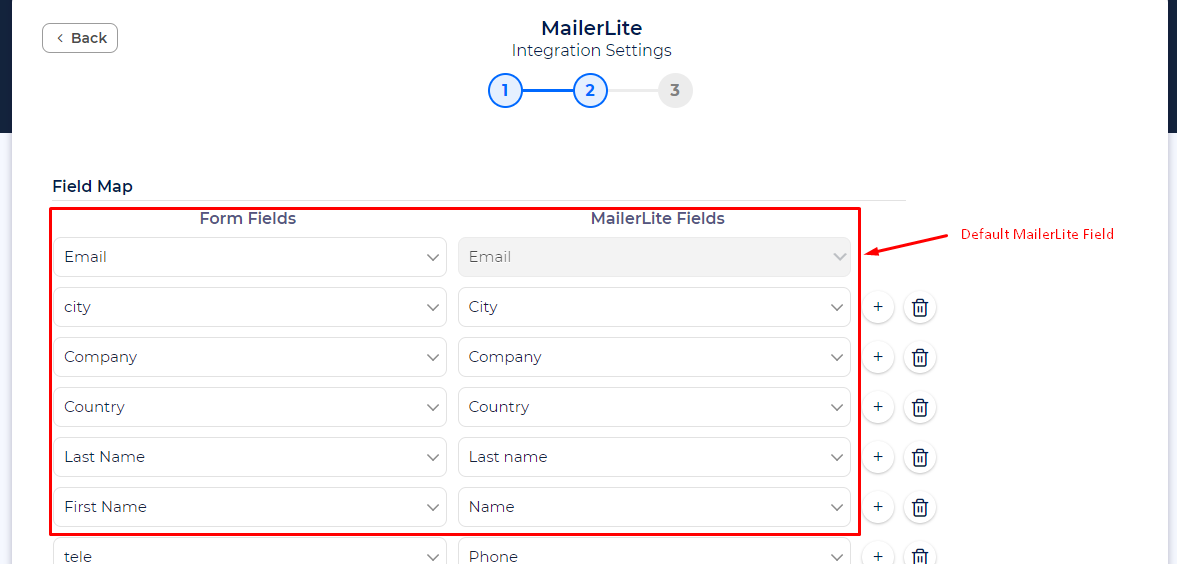 Back
MailerLite
Integration Settings
1 2 3
Field Map
Form Fields MailerLite Fields
Default MailerLite Field
Email Email
city City +
Company Company +
Country Country +
Last Name Last name +
First Name Name +
tele Phone +